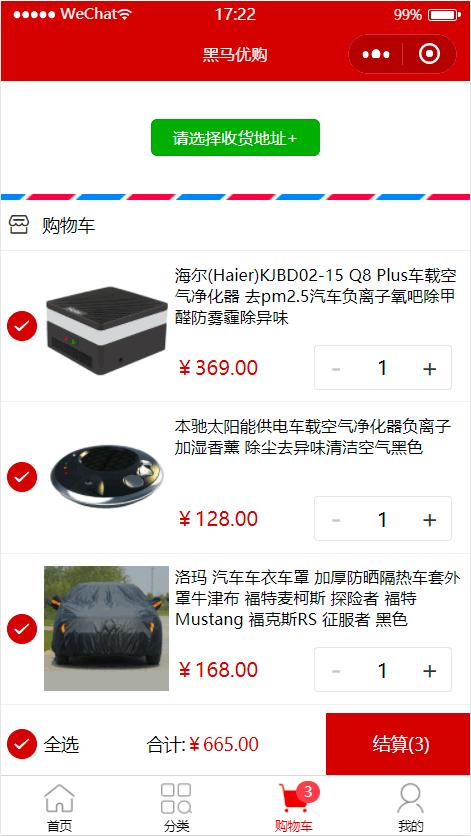 WeChat 17:22 99%
黑马优购
请选择收货地址+
购物车
海尔(Haier)KJBD02-15 Q8 Plus车载空
气净化器 去pm2.5汽车负离子氧吧除甲
醛防雾霾除异味
￥369.00 - 1 +
本驰太阳能供电车载空气净化器负离子
加湿香薰 除尘去异味清洁空气黑色
￥128.00 - 1 +
洛玛 汽车车衣车罩 加厚防晒隔热车套外
罩牛津布 福特麦柯斯 探险者 福特
Mustang 福克斯RS 征服者 黑色
￥168.00 - 1 +
全选 合计:￥665.00 结算(3)
3
首页 分类 购物车 我的